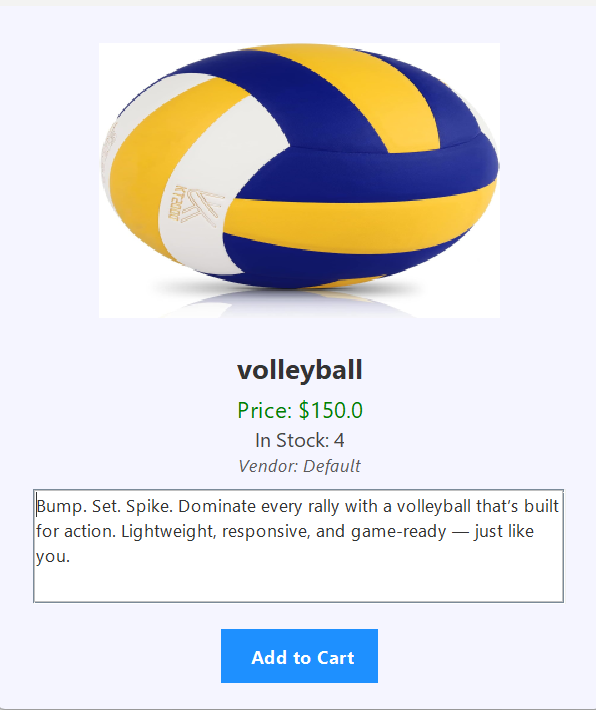 volleyball
Price: $150.0
In Stock: 4
Vendor: Default
Bump. Set. Spike. Dominate every rally with a volleyball that’s built
for action. Lightweight, responsive, and game-ready — just like
you.
Add to Cart